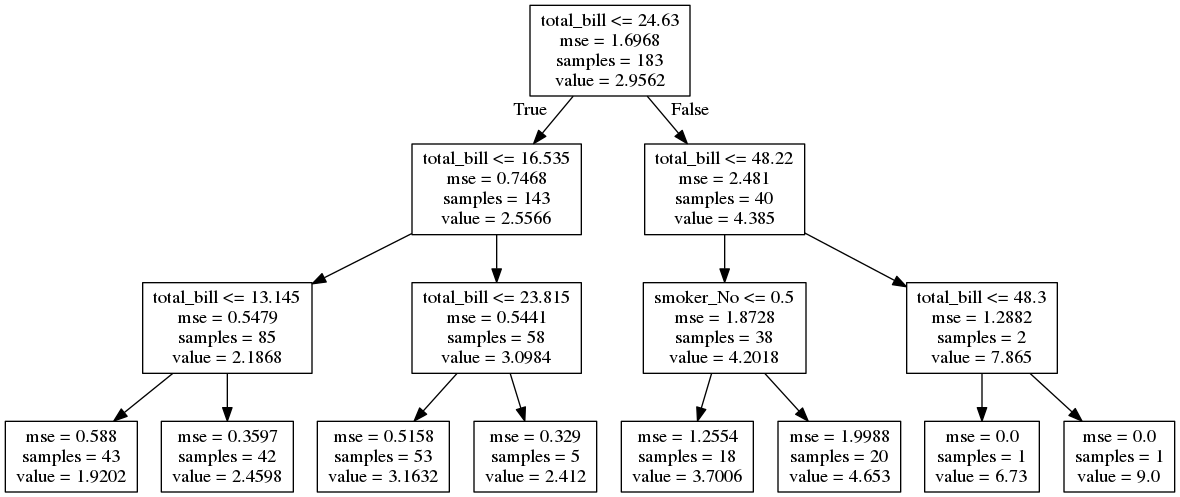 total_bill <= 24.63
mse = 1.6968
samples = 183
value = 2.9562
True
False
total_bill <= 16.535
mse = 0.7468
samples = 143
value = 2.5566
total_bill <= 48.22
mse = 2.481
samples = 40
value = 4.385
total_bill <= 13.145
mse = 0.5479
samples = 85
value = 2.1868
total_bill <= 23.815
mse = 0.5441
samples = 58
value = 3.0984
smoker_No <= 0.5
mse = 1.8728
samples = 38
value = 4.2018
total_bill <= 48.3
mse = 1.2882
samples = 2
value = 7.865
mse = 0.588
samples = 43
value = 1.9202
mse = 0.3597
samples = 42
value = 2.4598
mse = 0.5158
samples = 53
value = 3.1632
mse = 0.329
samples = 5
value = 2.412
mse = 1.2554
samples = 18
value = 3.7006
mse = 1.9988
samples = 20
value = 4.653
mse = 0.0
samples = 1
value = 6.73
mse = 0.0
samples = 1
value = 9.0